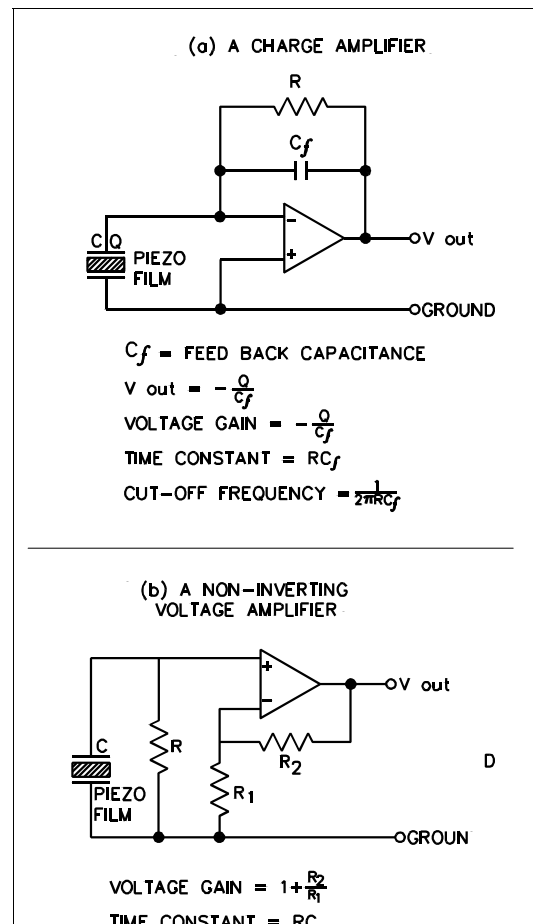 (a) A CHARGE AMPLIFIER
R
Cf
C Q
PIEZO
FILM
-
+
V out
GROUND
Cf = FEED BACK CAPACITANCE
V out = - Q/Cf
VOLTAGE GAIN = - Q/Cf
TIME CONSTANT = RCf
CUT-OFF FREQUENCY = 1/2πRCf
(b) A NON-INVERTING
VOLTAGE AMPLIFIER
+
-
V out
C
R
R2
D
PIEZO
FILM
R1
GROUN
VOLTAGE GAIN = 1+ R2/R1
TIME CONSTANT = RC